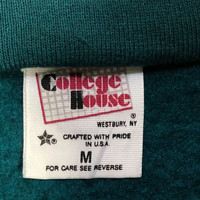 College
House
WESTBURY, NY
CRAFTED WITH PRIDE
IN U.S.A.
M
FOR CARE SEE REVERSE